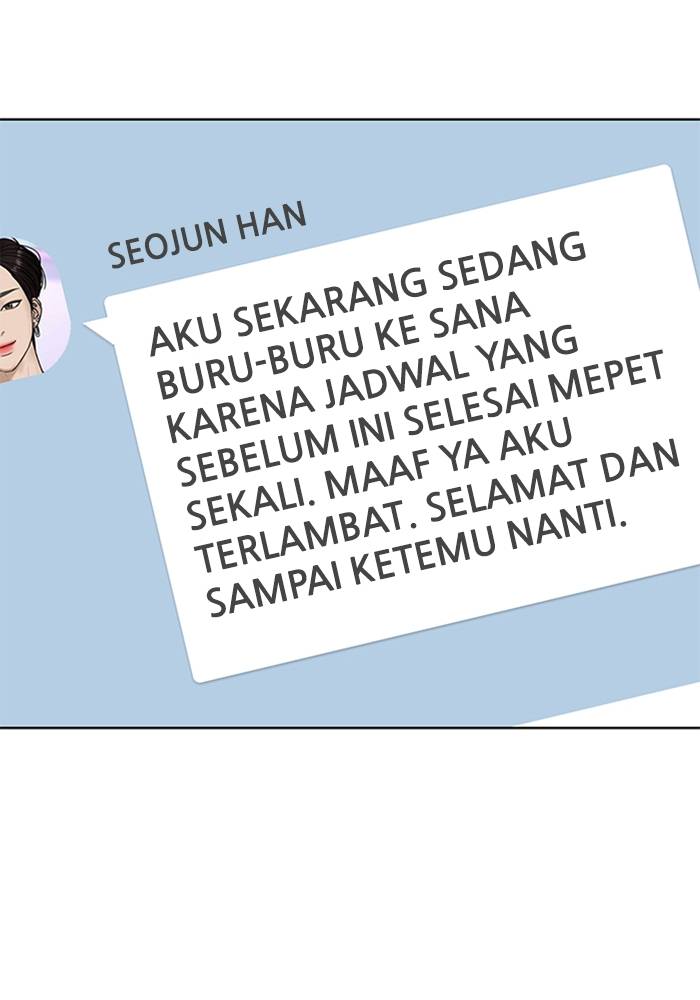 SEOJUN HAN
AKU SEKARANG SEDANG
BURU-BURU KE SANA
KARENA JADWAL YANG
SEBELUM INI SELESAI MEPET
SEKALI. MAAF YA AKU
TERLAMBAT. SELAMAT DAN
SAMPAI KETEMU NANTI.